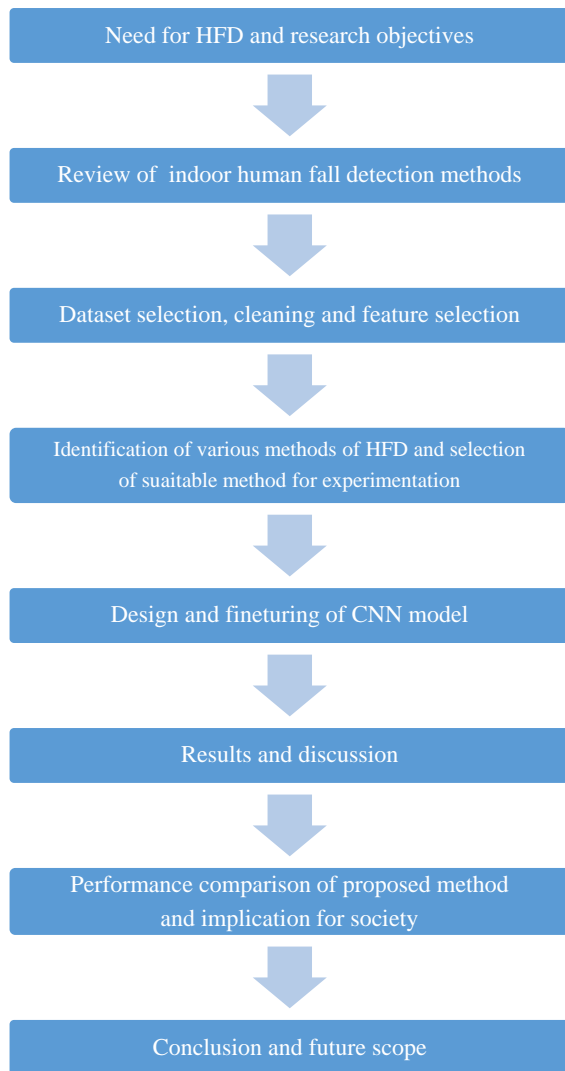 Need for HFD and research objectives
Review of indoor human fall detection methods
Dataset selection, cleaning and feature selection
Identification of various methods of HFD and selection
of suaitable method for experimentation
Design and fineturing of CNN model
Results and discussion
Performance comparison of proposed method
and implication for society
Conclusion and future scope